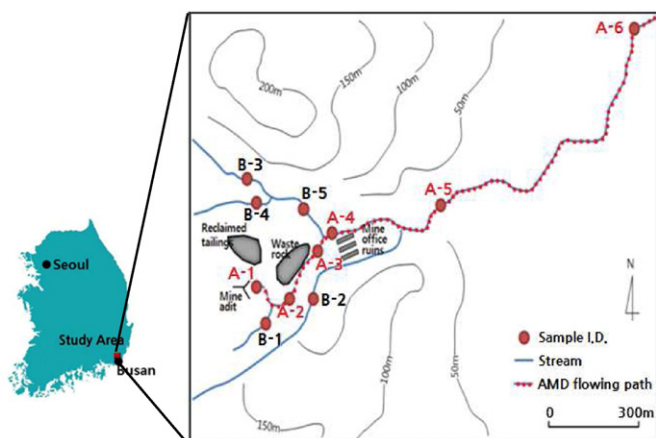 A-6
200m
150m
100m
50m
B-3
B-4
B-5
A-5
A-4
Reclaimed
tailings
Waste
rock
Mine
office
ruins
A-3
A-1
Mine
adit
A-2
B-2
B-1
N
100m
50m
150m
Seoul
Study Area
Busan
Sample I.D.
Stream
AMD flowing path
0
300m